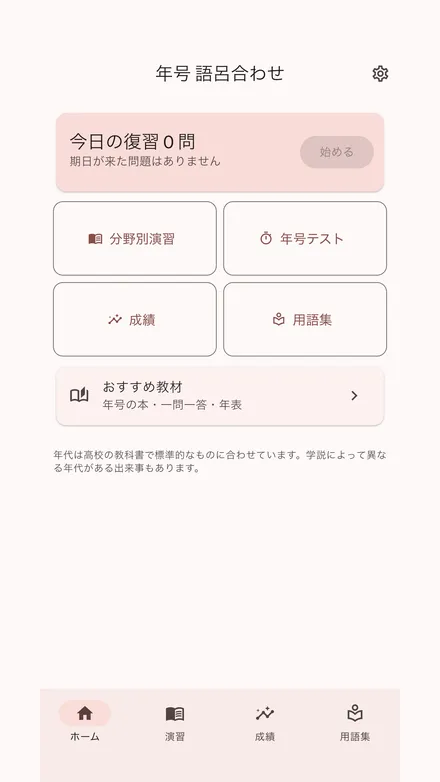 年号 語呂合わせ
今日の復習 0 問
期日が来た問題はありません
始める
分野別演習
年号テスト
成績
用語集
おすすめ教材
年号の本・一問一答・年表
年代は高校の教科書で標準的なものに合わせています。学説によって異な
る年代がある出来事もあります。
ホーム
演習
成績
用語集